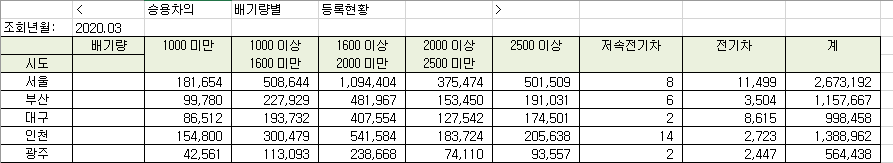 < 승용차의 배기량별 등록현황 >
조회년월: 2020.03
배기량 1000 미만 1000 이상 1600 이상 2000 이상 2500 이상 저속전기차 전기차 계
시도 1600 미만 2000 미만 2500 미만
서울 181,654 508,644 1,094,404 375,474 501,509 8 11,499 2,673,192
부산 99,780 227,929 481,967 153,450 191,031 6 3,504 1,157,667
대구 86,512 193,732 407,554 127,542 174,501 2 8,615 998,458
인천 154,800 300,479 541,584 183,724 205,638 14 2,723 1,388,962
광주 42,561 113,093 238,668 74,110 93,557 2 2,447 564,438